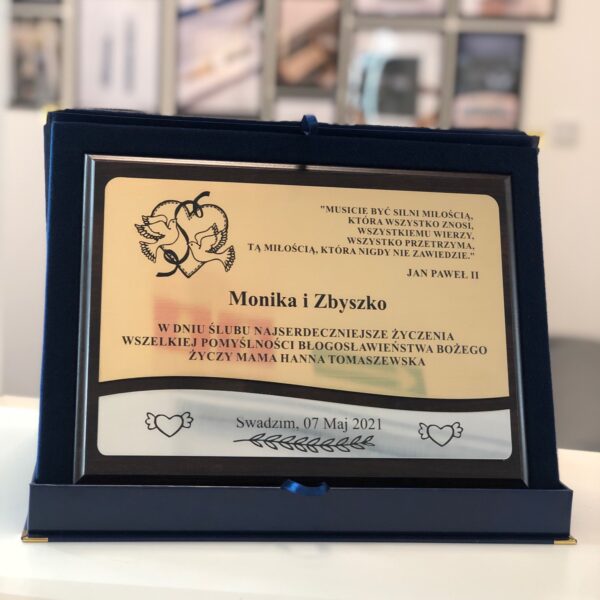 "MUSICIE BYĆ SILNI MIŁOŚCIĄ,
KTÓRA WSZYSTKO ZNOSI,
WSZYSTKIEMU WIERZY,
WSZYSTKO PRZETRZYMA,
TĄ MIŁOŚCIĄ, KTÓRA NIGDY NIE ZAWIEDZIE."
JAN PAWEŁ II
Monika i Zbyszko
W DNIU ŚLUBU NAJSERDECZNIEJSZE ŻYCZENIA
WSZELKIEJ POMYŚLNOŚCI BŁOGOSŁAWIEŃSTWA BOŻEGO
ŻYCZY MAMA HANNA TOMASZEWSKA
Swadzim, 07 Maj 2021